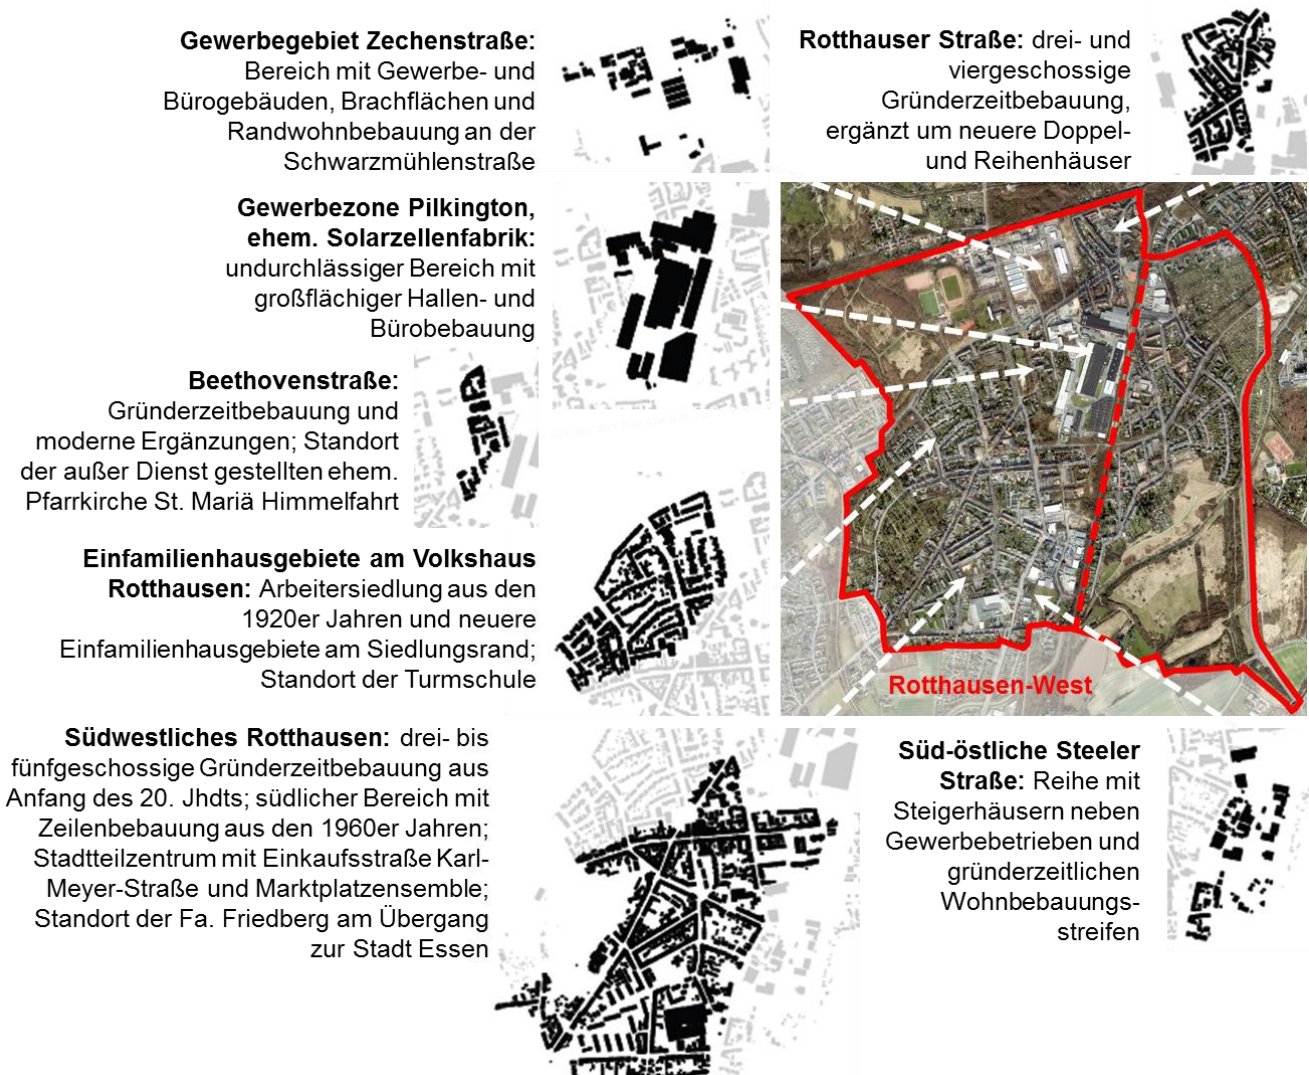 Gewerbegebiet Zechenstraße:
Bereich mit Gewerbe- und
Bürogebäuden, Brachflächen und
Randwohnbebauung an der
Schwarzmühlenstraße
Rotthauser Straße: drei- und
viergeschossige
Gründerzeitbebauung,
ergänzt um neuere Doppel-
und Reihenhäuser
Gewerbezone Pilkington,
ehem. Solarzellenfabrik:
undurchlässiger Bereich mit
großflächiger Hallen- und
Bürobebauung
Beethovenstraße:
Gründerzeitbebauung und
moderne Ergänzungen; Standort
der außer Dienst gestellten ehem.
Pfarrkirche St. Mariä Himmelfahrt
Einfamilienhausgebiete am Volkshaus
Rotthausen: Arbeitersiedlung aus den
1920er Jahren und neuere
Einfamilienhausgebiete am Siedlungsrand;
Standort der Turmschule
Rotthausen-West
Südwestliches Rotthausen: drei- bis
fünfgeschossige Gründerzeitbebauung aus
Anfang des 20. Jhdts; südlicher Bereich mit
Zeilenbebauung aus den 1960er Jahren;
Stadtteilzentrum mit Einkaufsstraße Karl-
Meyer-Straße und Marktplatzensemble;
Standort der Fa. Friedberg am Übergang
zur Stadt Essen
Süd-östliche Steeler
Straße: Reihe mit
Steigerhäusern neben
Gewerbebetrieben und
gründerzeitlichen
Wohnbebauungs-
streifen